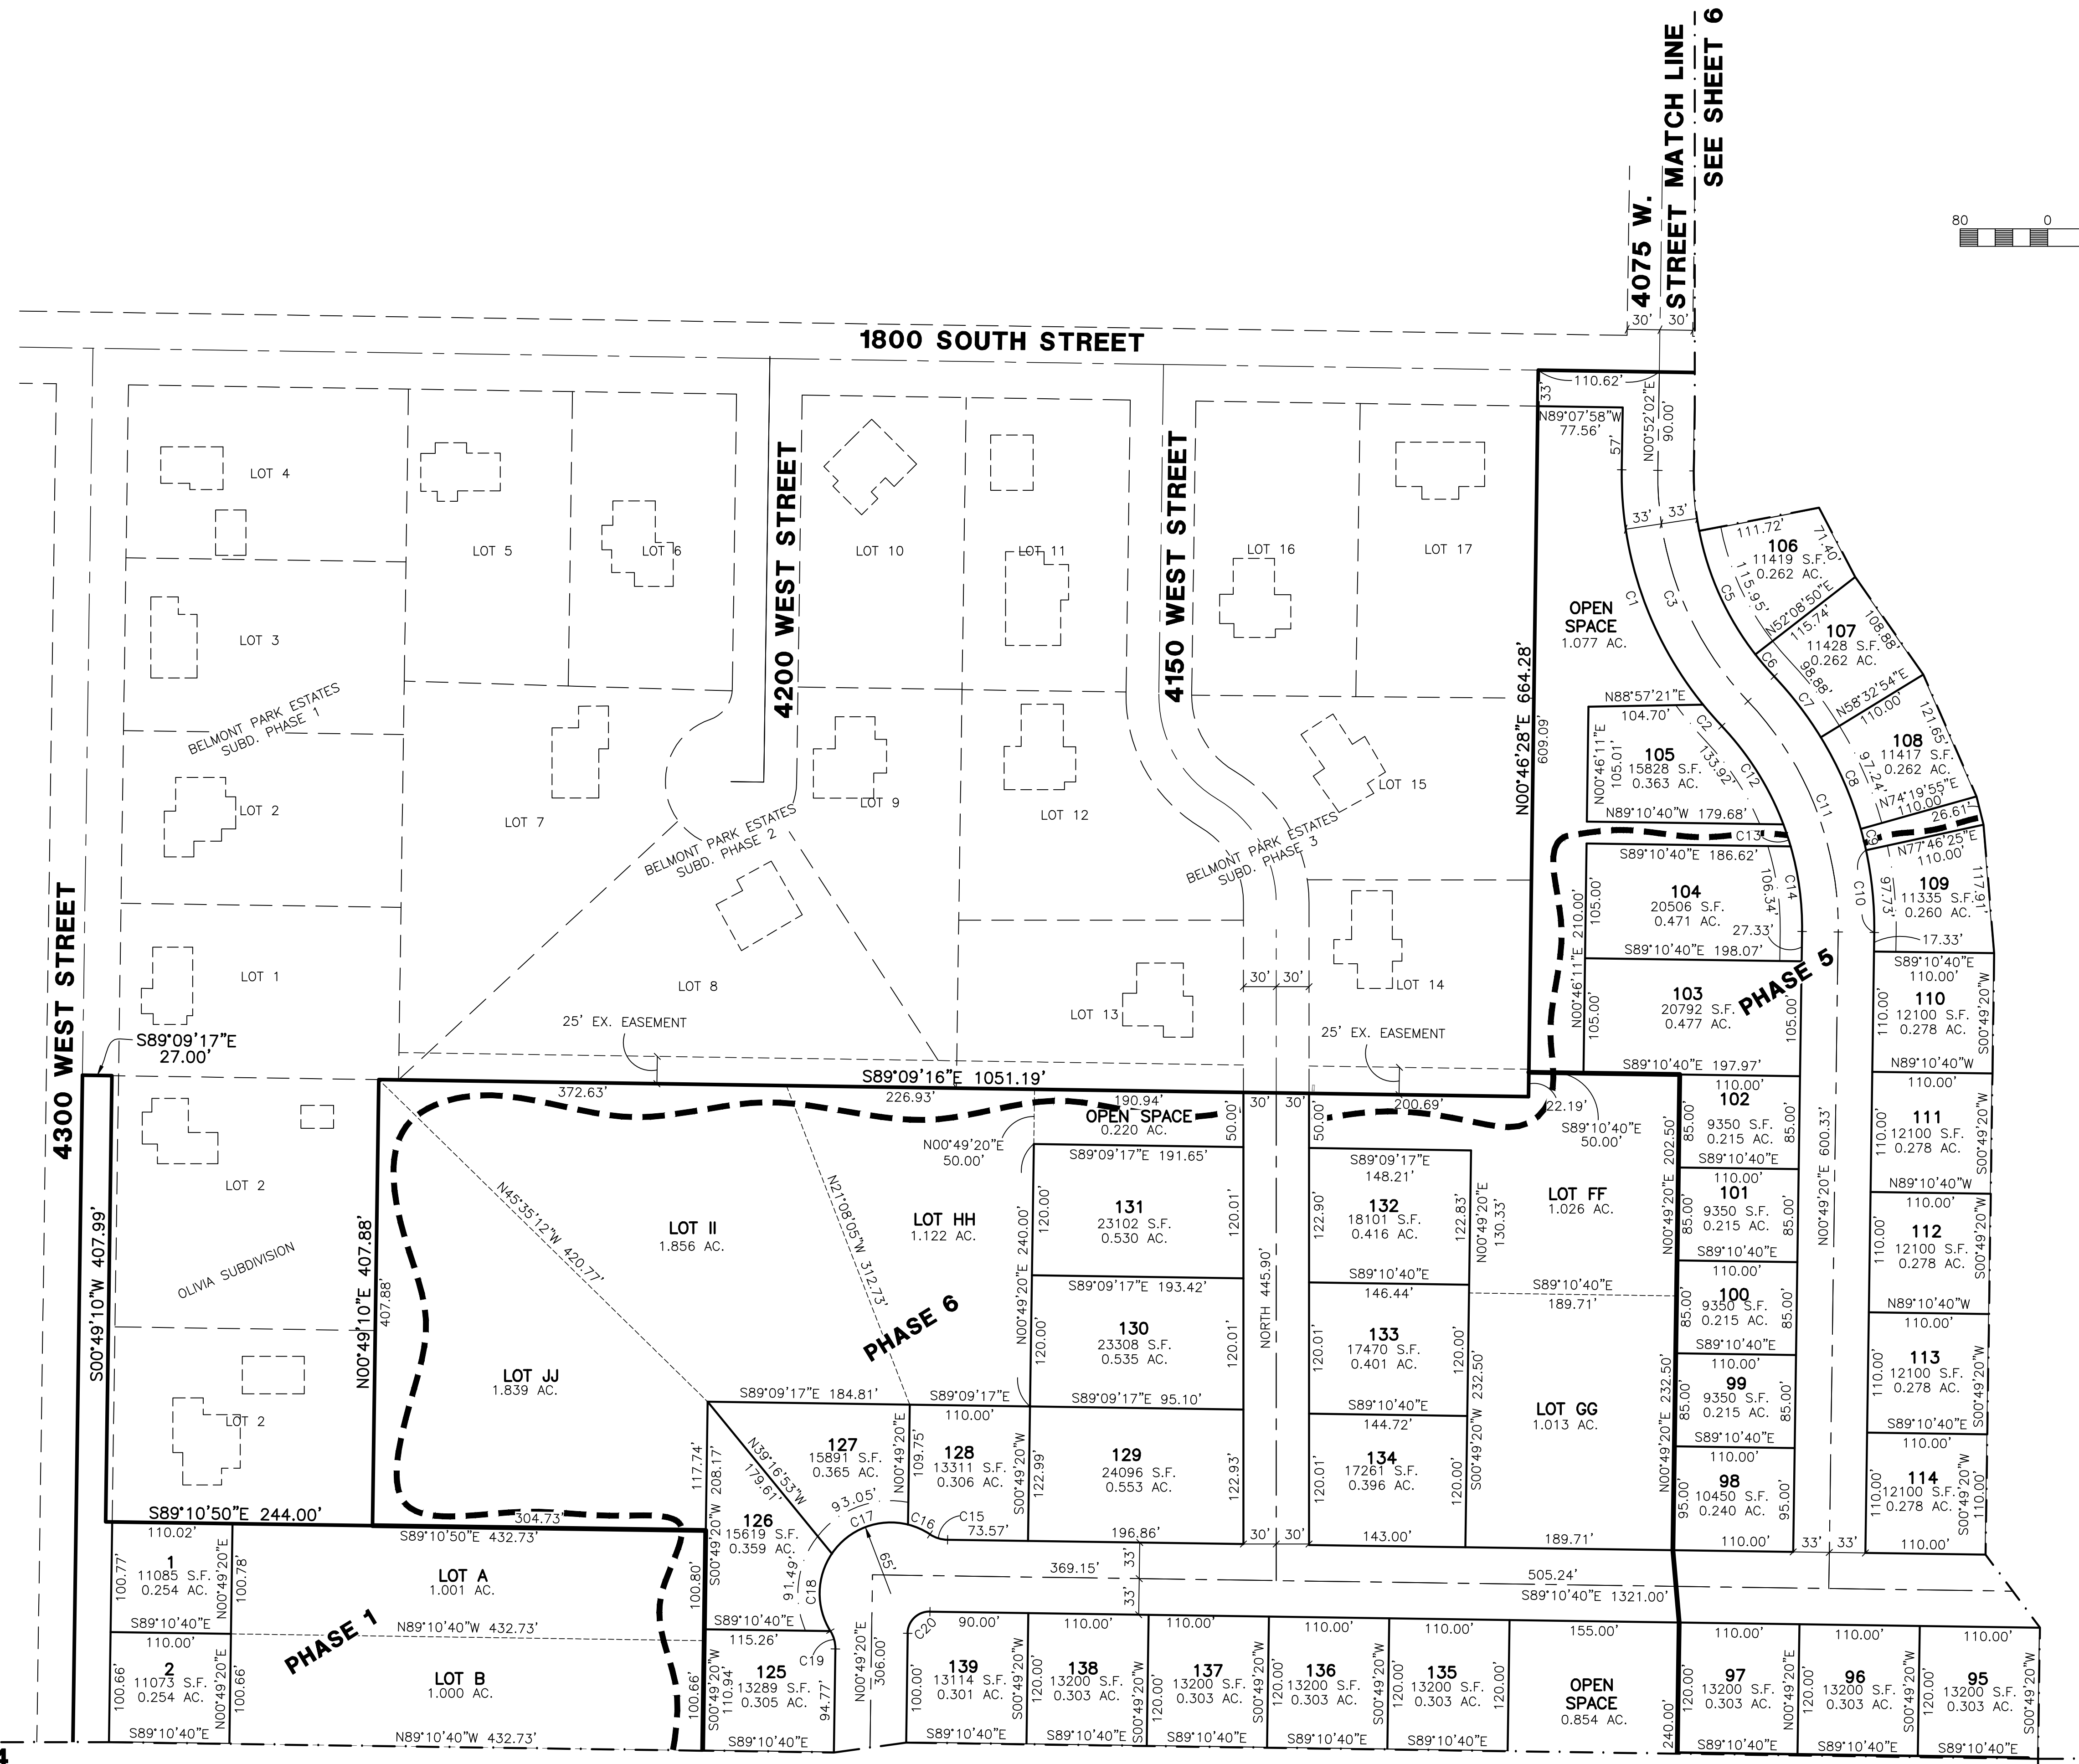 4075 W.
STREET MATCH LINE
SEE SHEET 6
80 0
30' 30'
1800 SOUTH STREET
33'
110.62'
N00°52'02"E
90.00'
N89°07'58"W
77.56'
57'
33' 33'
LOT 4
LOT 5
LOT 6
LOT 10
LOT 11
LOT 16
LOT 17
4200 WEST STREET
4150 WEST STREET
4300 WEST STREET
LOT 3
LOT 2
LOT 1
LOT 7
LOT 9
LOT 12
LOT 15
LOT 8
LOT 13
LOT 14
BELMONT PARK ESTATES
SUBD. PHASE 1
BELMONT PARK ESTATES
SUBD. PHASE 2
BELMONT PARK ESTATES
SUBD. PHASE 3
30' 30'
25' EX. EASEMENT
25' EX. EASEMENT
OPEN
SPACE
1.077 AC.
N00°46'28"E 664.28'
609.09'
C1
C3
C5
C6
C7
C2
C12
C11
C8
C9
C13
C14
C10
111.72'
106
11419 S.F.
0.262 AC.
71.40'
115.95'
N52°08'50"E
115.74'
107
11428 S.F.
0.262 AC.
108.88'
98.88'
N58°32'54"E
110.00'
108
11417 S.F.
0.262 AC.
121.65'
97.24'
N74°19'55"E
110.00'
26.61'
N77°46'25"E
110.00'
109
11335 S.F.
0.260 AC.
117.91'
97.73'
17.33'
N88°57'21"E
104.70'
N00°46'11"E
105.01'
105
15828 S.F.
0.363 AC.
133.92'
N89°10'40"W 179.68'
S89°10'40"E 186.62'
N00°46'11"E 210.00'
105.00'
104
20506 S.F.
0.471 AC.
106.34'
27.33'
S89°10'40"E 198.07'
105.00'
103
20792 S.F.
0.477 AC.
105.00'
S89°10'40"E 197.97'
PHASE 5
S89°10'40"E
110.00'
110.00'
110
12100 S.F.
0.278 AC.
S00°49'20"W
N89°10'40"W
110.00'
110.00'
111
12100 S.F.
0.278 AC.
S00°49'20"W
N89°10'40"W
110.00'
110.00'
112
12100 S.F.
0.278 AC.
S00°49'20"W
N89°10'40"W
110.00'
110.00'
113
12100 S.F.
0.278 AC.
S00°49'20"W
S89°10'40"E
110.00'
110.00'
114
12100 S.F.
0.278 AC.
S00°49'20"W
110.00'
110.00'
N00°49'20"E 600.33'
33' 33'
110.00'
102
9350 S.F.
0.215 AC.
85.00'
85.00'
S89°10'40"E
110.00'
101
9350 S.F.
0.215 AC.
85.00'
85.00'
S89°10'40"E
110.00'
100
9350 S.F.
0.215 AC.
85.00'
85.00'
S89°10'40"E
110.00'
99
9350 S.F.
0.215 AC.
85.00'
85.00'
S89°10'40"E
110.00'
98
10450 S.F.
0.240 AC.
95.00'
95.00'
110.00'
S89°09'17"E
27.00'
S00°49'10"W 407.99'
LOT 2
OLIVIA SUBDIVISION
LOT 2
N00°49'10"E 407.88'
407.88'
S89°10'50"E 244.00'
S89°09'16"E 1051.19'
372.63'
226.93'
190.94'
30' 30'
200.69'
22.19'
S89°10'40"E
50.00'
OPEN SPACE
0.220 AC.
50.00'
50.00'
N00°49'20"E
50.00'
N45°35'12"W 420.77'
N21°08'05"W 312.73'
LOT II
1.856 AC.
LOT HH
1.122 AC.
LOT JJ
1.839 AC.
PHASE 6
N00°49'20"E 240.00'
S89°09'17"E 191.65'
120.00'
131
23102 S.F.
0.530 AC.
120.01'
S89°09'17"E 193.42'
120.00'
130
23308 S.F.
0.535 AC.
120.01'
S89°09'17"E 95.10'
122.99'
129
24096 S.F.
0.553 AC.
122.93'
196.86'
NORTH 445.90'
30' 30'
S89°09'17"E
148.21'
122.90'
132
18101 S.F.
0.416 AC.
122.83'
N00°49'20"E
130.33'
S89°10'40"E
146.44'
120.01'
133
17470 S.F.
0.401 AC.
120.00'
S89°10'40"E
144.72'
120.01'
134
17261 S.F.
0.396 AC.
120.00'
143.00'
S00°49'20"W 232.50'
LOT FF
1.026 AC.
N00°49'20"E 202.50'
S89°10'40"E
189.71'
LOT GG
1.013 AC.
N00°49'20"E 232.50'
189.71'
S89°09'17"E 184.81'
S89°09'17"E
110.00'
117.74'
S00°49'20"W 208.17'
N39°16'53"W
179.61'
127
15891 S.F.
0.365 AC.
N00°49'20"E
109.75'
128
13311 S.F.
0.306 AC.
S00°49'20"W
93.05'
C17
C16
C15
73.57'
65'
91.49'
C18
126
15619 S.F.
0.359 AC.
S89°10'40"E
115.26'
C19
C20
S00°49'20"W
110.94'
125
13289 S.F.
0.305 AC.
94.77'
S89°10'40"E
N00°49'20"E
306.00'
369.15'
33'
33'
505.24'
S89°10'40"E 1321.00'
304.73'
S89°10'50"E 432.73'
110.02'
100.77'
1
11085 S.F.
0.254 AC.
N00°49'20"E
100.78'
LOT A
1.001 AC.
100.80'
S89°10'40"E
110.00'
N89°10'40"W 432.73'
PHASE 1
100.66'
2
11073 S.F.
0.254 AC.
N00°49'20"E
100.66'
LOT B
1.000 AC.
100.66'
S89°10'40"E
N89°10'40"W 432.73'
90.00'
100.00'
139
13114 S.F.
0.301 AC.
S00°49'20"W
S89°10'40"E
110.00'
120.00'
138
13200 S.F.
0.303 AC.
S00°49'20"W
S89°10'40"E
110.00'
120.00'
137
13200 S.F.
0.303 AC.
S00°49'20"W
S89°10'40"E
110.00'
120.00'
136
13200 S.F.
0.303 AC.
S00°49'20"W
S89°10'40"E
110.00'
120.00'
135
13200 S.F.
0.303 AC.
120.00'
S89°10'40"E
155.00'
OPEN
SPACE
0.854 AC.
240.00'
110.00'
120.00'
97
13200 S.F.
0.303 AC.
N00°49'20"E
S89°10'40"E
110.00'
120.00'
96
13200 S.F.
0.303 AC.
S00°49'20"W
S89°10'40"E
110.00'
120.00'
95
13200 S.F.
0.303 AC.
S00°49'20"W
S89°10'40"E